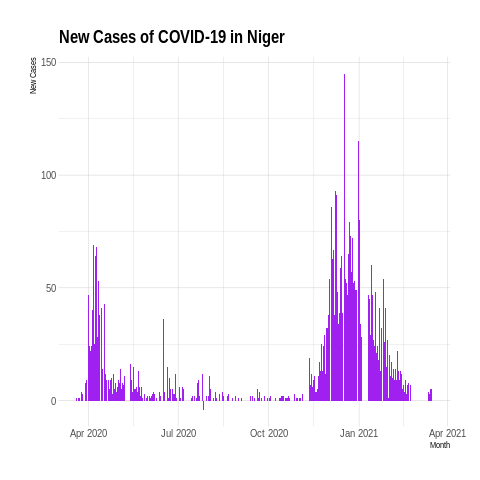 New Cases of COVID-19 in Niger
New Cases
150
100
50
0
Apr 2020 Jul 2020 Oct 2020 Jan 2021 Apr 2021
Month